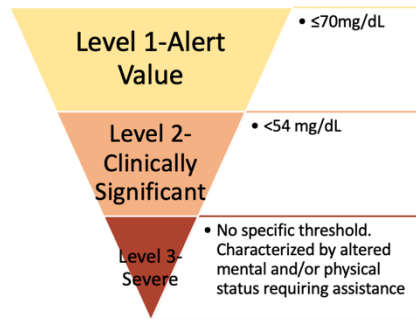 Level 1-Alert
Value
• ≤70mg/dL
Level 2-
Clinically
Significant
• <54 mg/dL
Level 3-
Severe
• No specific threshold.
Characterized by altered
mental and/or physical
status requiring assistance